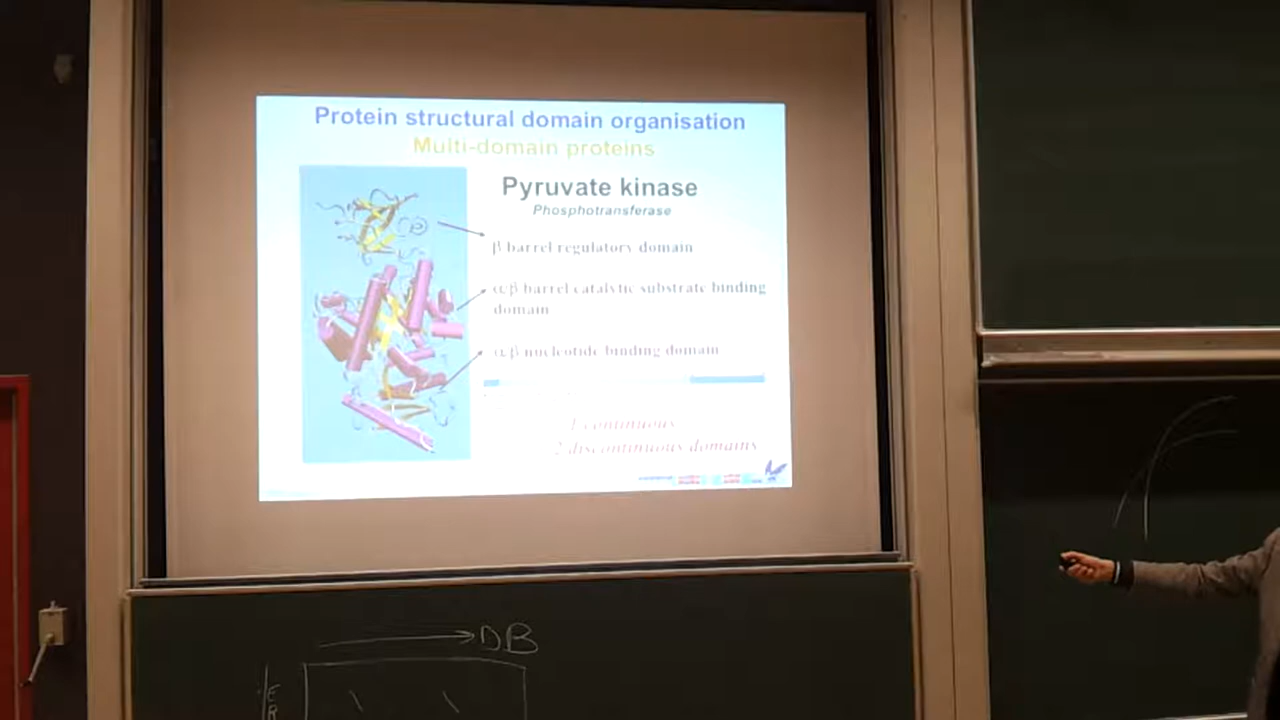 Protein structural domain organisation
Multi-domain proteins
Pyruvate kinase
Phosphotransferase
β barrel regulatory domain
α/β barrel catalytic substrate binding
domain
α/β nucleotide binding domain
1 continuous
2 discontinuous domains
DB